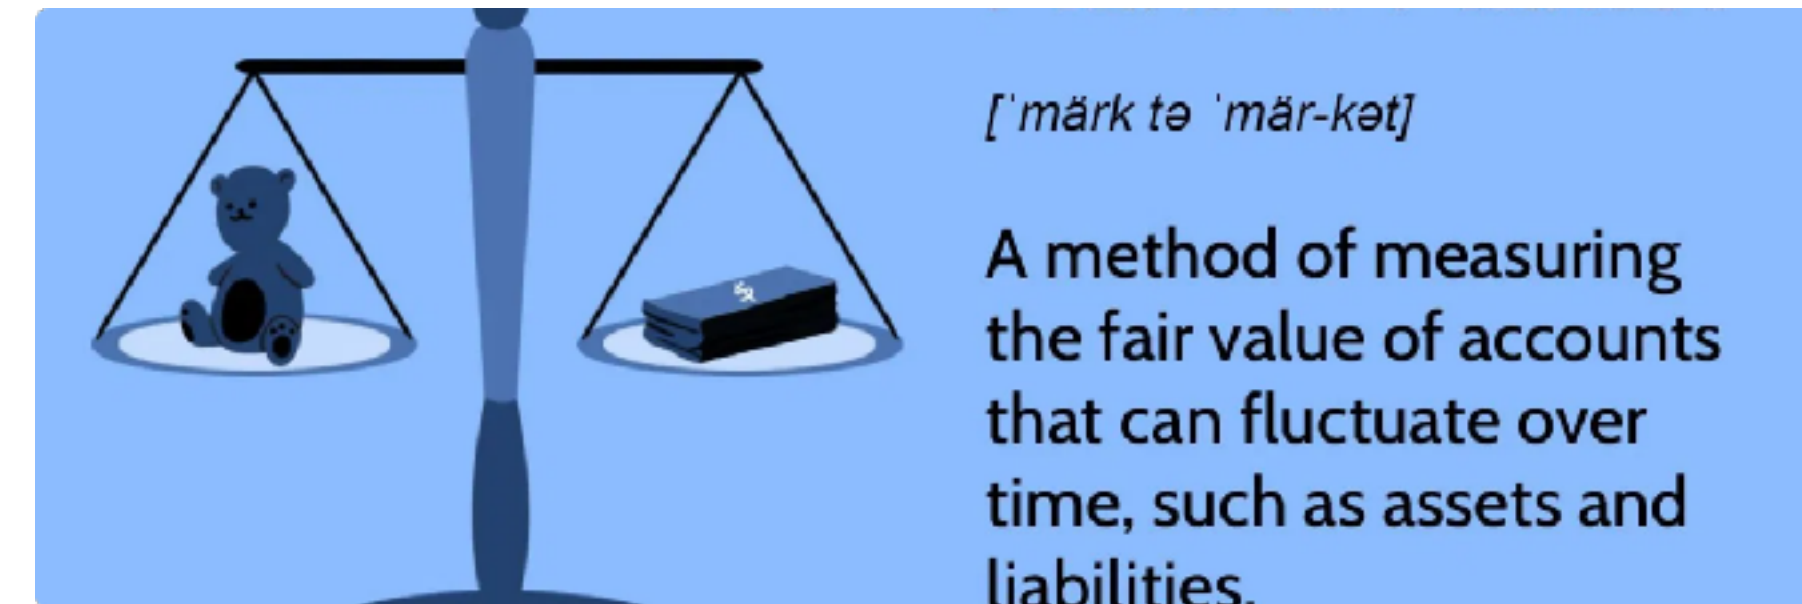 [ˈmärk tə ˈmär-kət]
A method of measuring
the fair value of accounts
that can fluctuate over
time, such as assets and
liabilities.